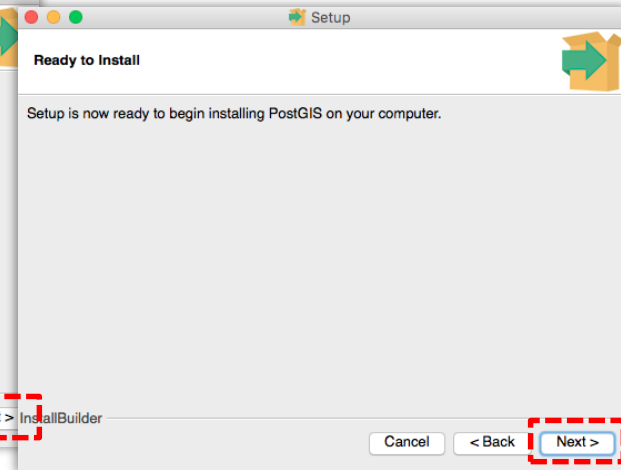 Setup
Ready to Install
Setup is now ready to begin installing PostGIS on your computer.
>
InstallBuilder
Cancel
< Back
Next >